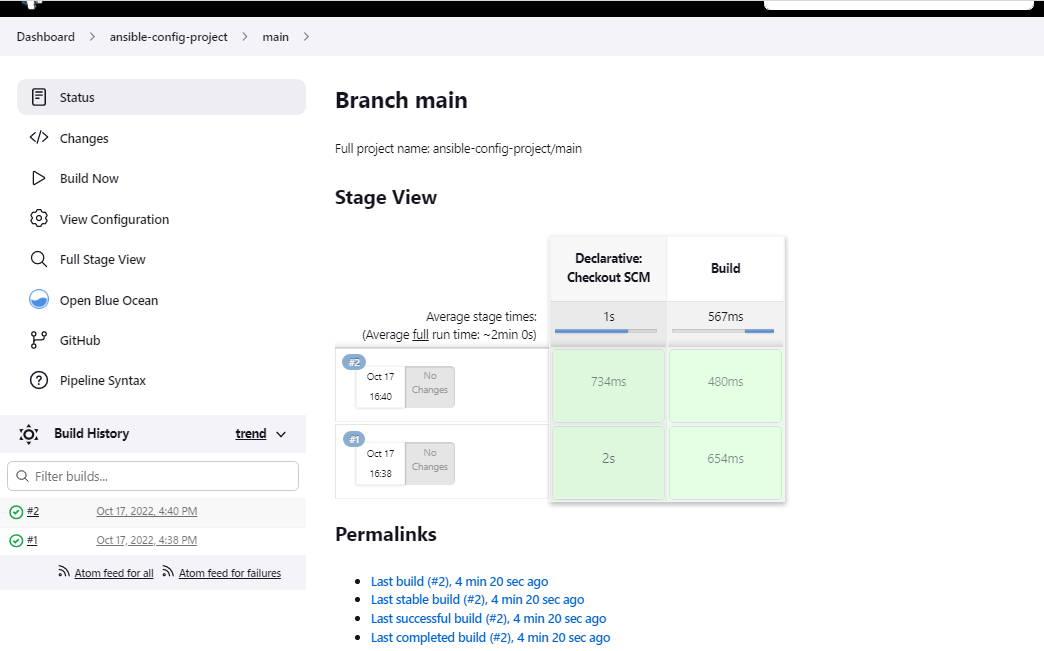 Dashboard > ansible-config-project > main >
Status
Changes
Build Now
View Configuration
Full Stage View
Open Blue Ocean
GitHub
Pipeline Syntax
Build History
trend
Filter builds...
#2 Oct 17, 2022, 4:40 PM
#1 Oct 17, 2022, 4:38 PM
Atom feed for all Atom feed for failures
Branch main
Full project name: ansible-config-project/main
Stage View
Declarative:
Checkout SCM
Build
Average stage times:
(Average full run time: ~2min 0s)
1s
567ms
#2
Oct 17
16:40
No
Changes
734ms
480ms
#1
Oct 17
16:38
No
Changes
2s
654ms
Permalinks
Last build (#2), 4 min 20 sec ago
Last stable build (#2), 4 min 20 sec ago
Last successful build (#2), 4 min 20 sec ago
Last completed build (#2), 4 min 20 sec ago